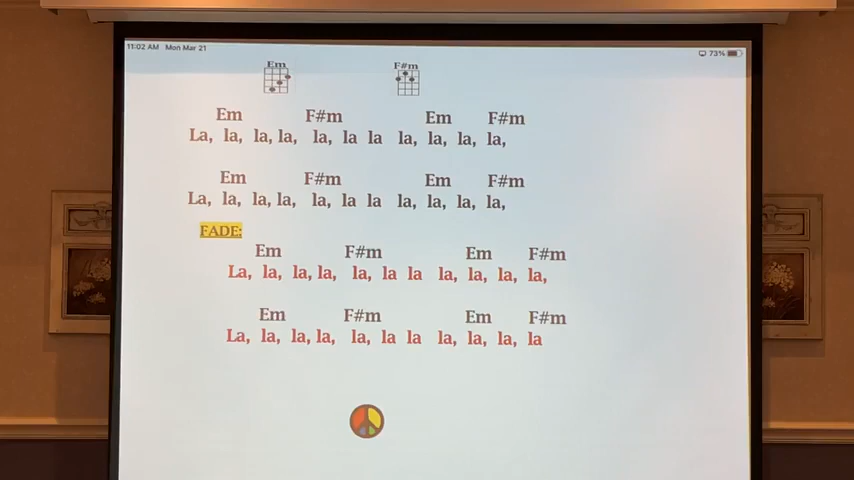 11:02 AM Mon Mar 21 73%
Em F#m
Em F#m Em F#m
La, la, la, la, la, la la la, la, la, la,
Em F#m Em F#m
La, la, la, la, la, la la la, la, la, la,
FADE:
Em F#m Em F#m
La, la, la, la, la, la la la, la, la, la,
Em F#m Em F#m
La, la, la, la, la, la la la, la, la, la